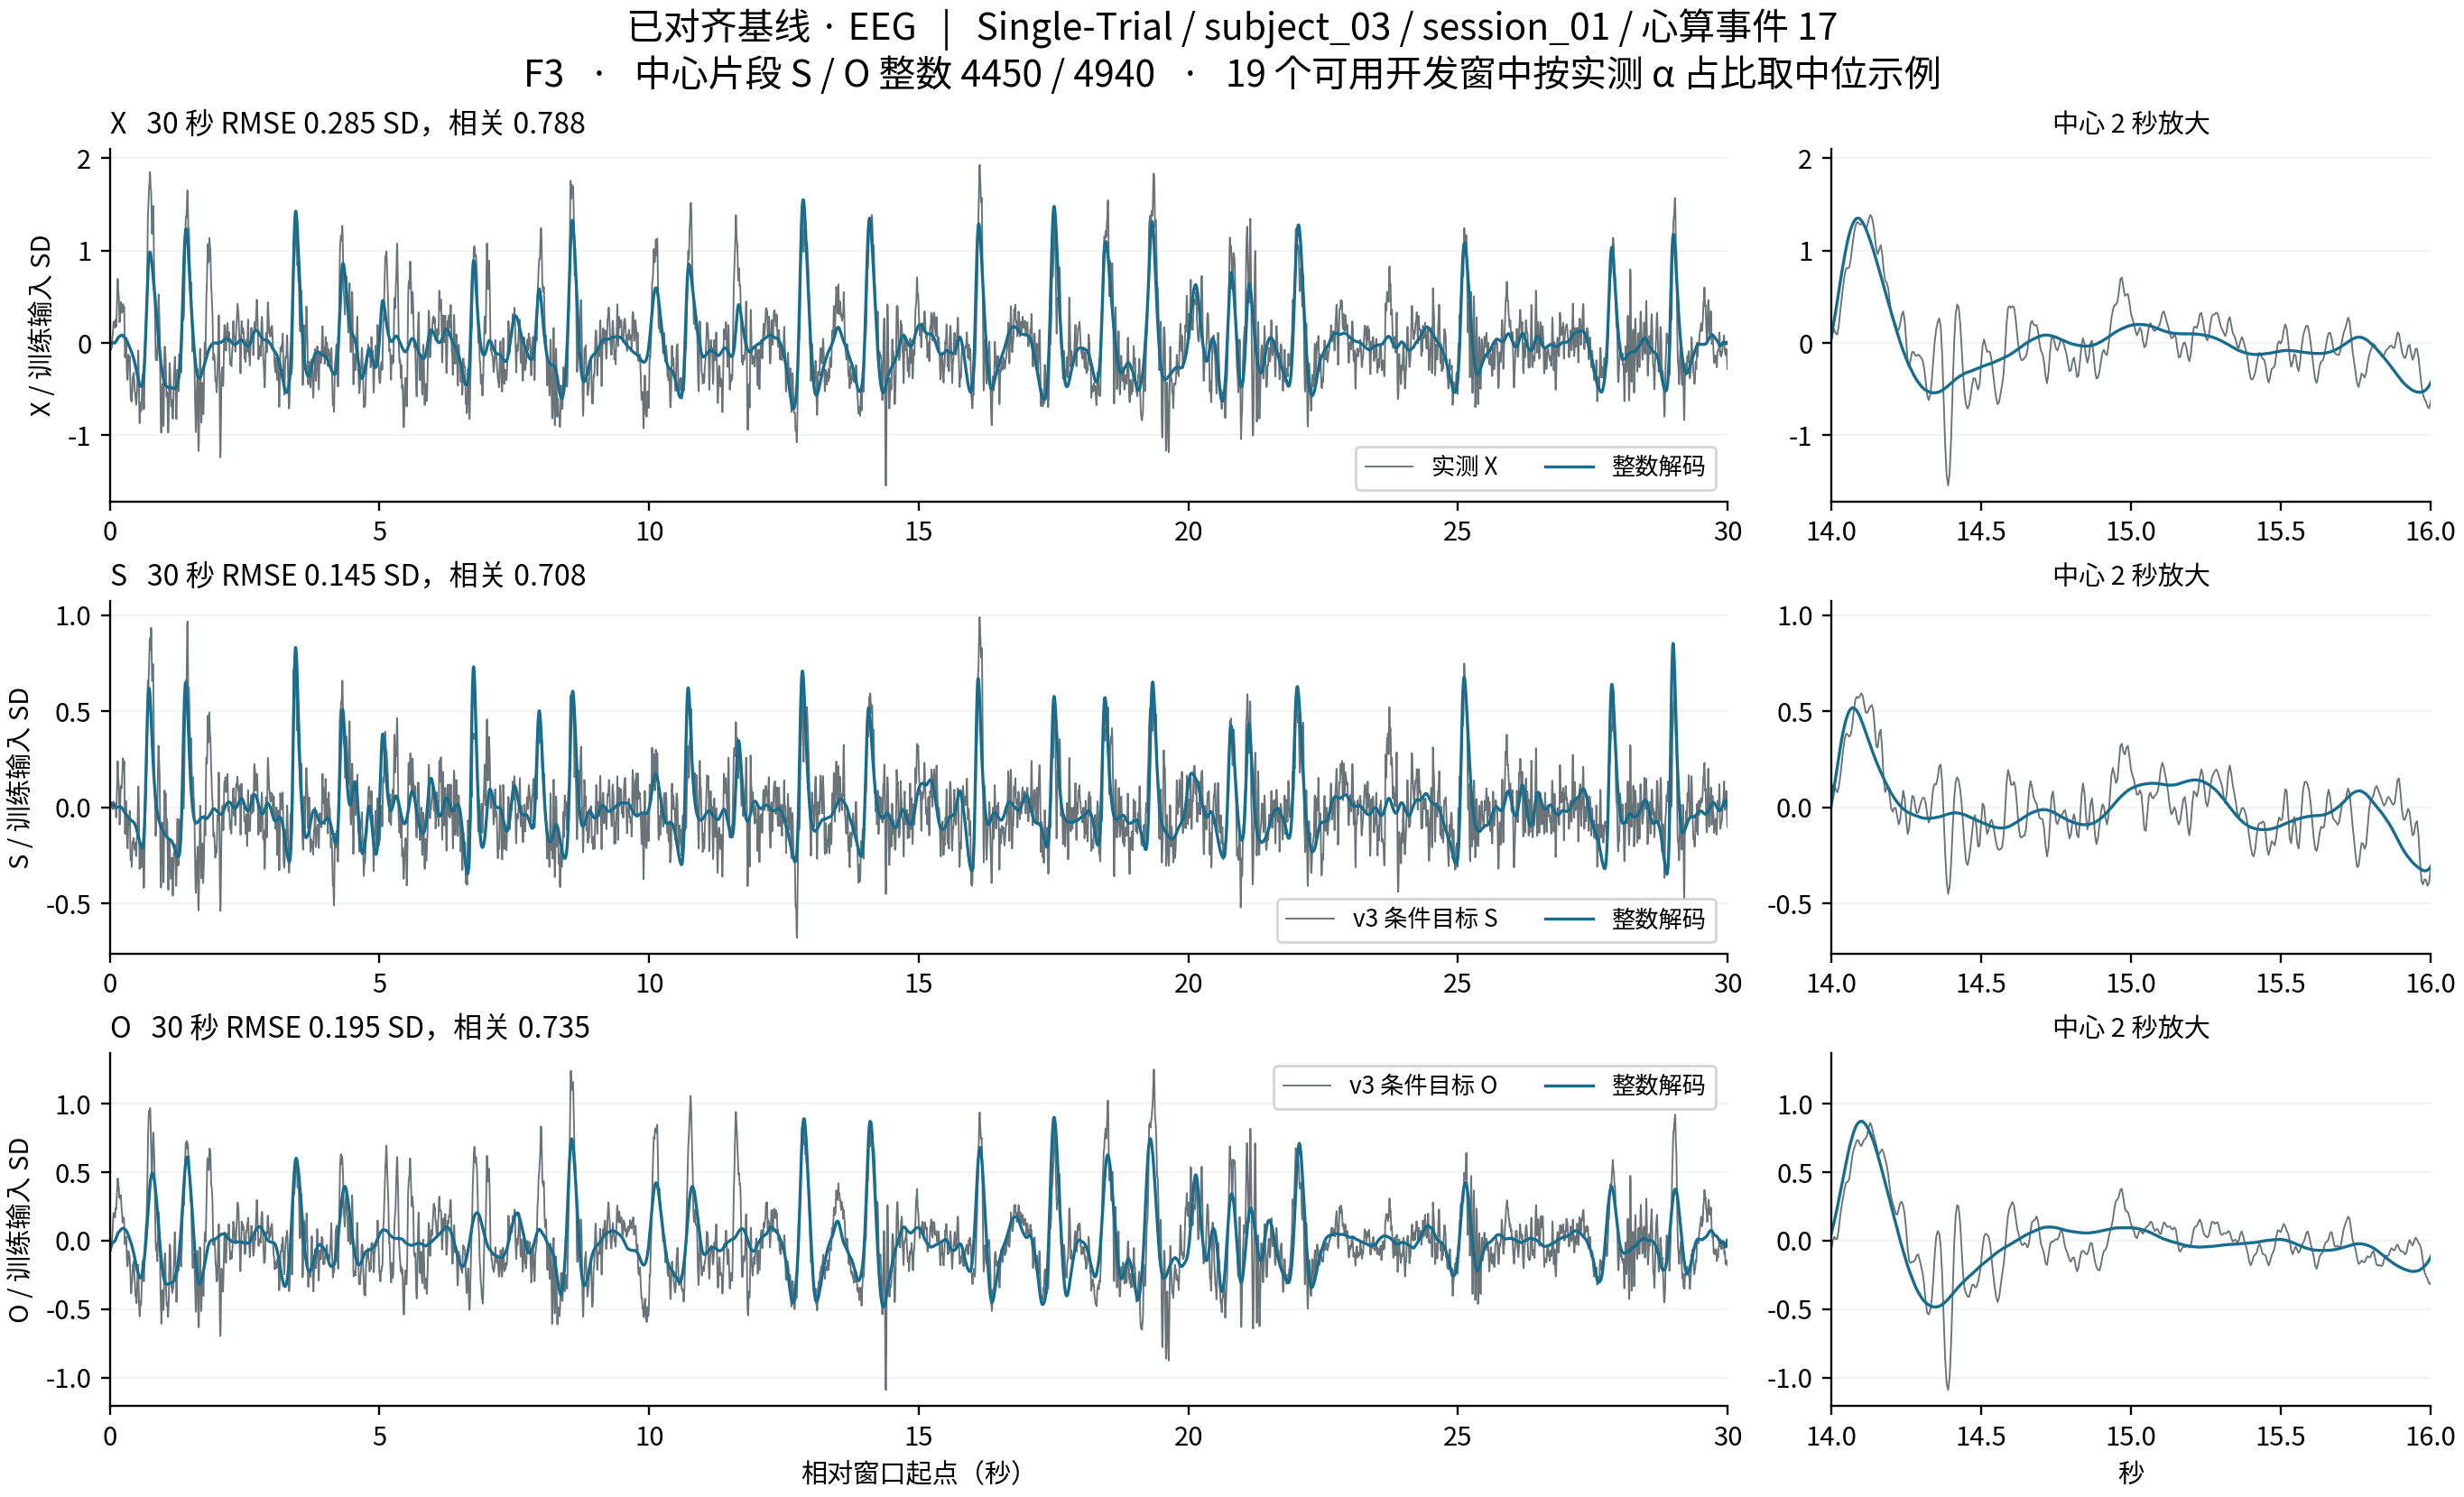 已对齐基线 · EEG | Single-Trial / subject_03 / session_01 / 心算事件 17
F3 · 中心片段 S / O 整数 4450 / 4940 · 19 个可用开发窗中按实测 α 占比取中位示例
X 30 秒 RMSE 0.285 SD，相关 0.788
中心 2 秒放大
X / 训练输入 SD
2
1
0
-1
实测 X
整数解码
0 5 10 15 20 25 30
2
1
0
-1
14.0 14.5 15.0 15.5 16.0
S 30 秒 RMSE 0.145 SD，相关 0.708
中心 2 秒放大
S / 训练输入 SD
1.0
0.5
0.0
-0.5
v3 条件目标 S
整数解码
0 5 10 15 20 25 30
1.0
0.5
0.0
-0.5
14.0 14.5 15.0 15.5 16.0
O 30 秒 RMSE 0.195 SD，相关 0.735
中心 2 秒放大
O / 训练输入 SD
1.0
0.5
0.0
-0.5
-1.0
v3 条件目标 O
整数解码
0 5 10 15 20 25 30
相对窗口起点（秒）
1.0
0.5
0.0
-0.5
-1.0
14.0 14.5 15.0 15.5 16.0
秒